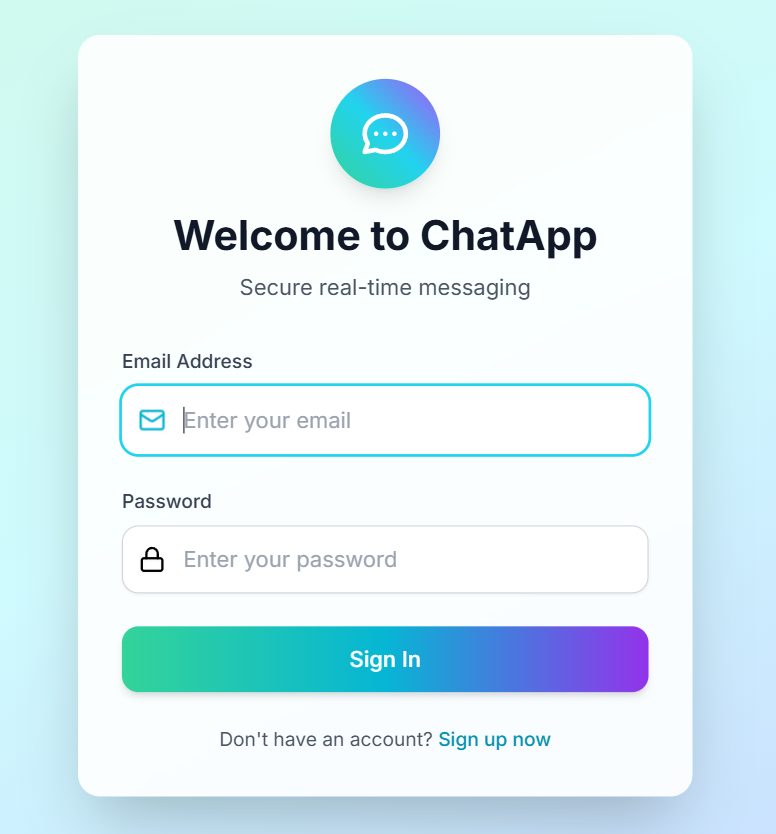 Welcome to ChatApp
Secure real-time messaging
Email Address
Enter your email
Password
Enter your password
Sign In
Don't have an account? Sign up now